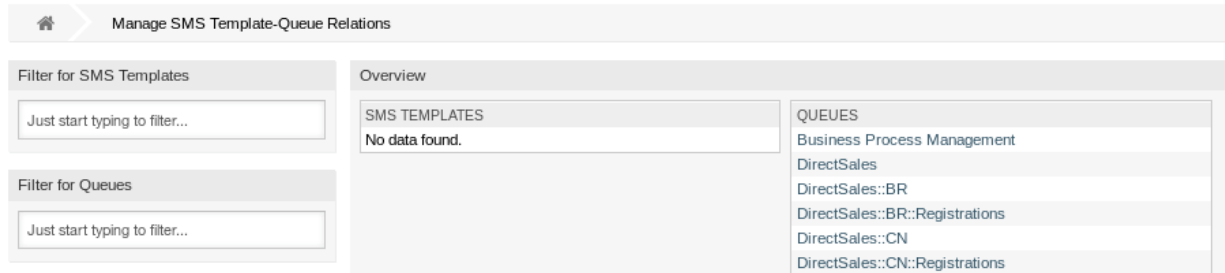 Manage SMS Template-Queue Relations
Filter for SMS Templates
Just start typing to filter...
Filter for Queues
Just start typing to filter...
Overview
SMS TEMPLATES
No data found.
QUEUES
Business Process Management
DirectSales
DirectSales::BR
DirectSales::BR::Registrations
DirectSales::CN
DirectSales::CN::Registrations